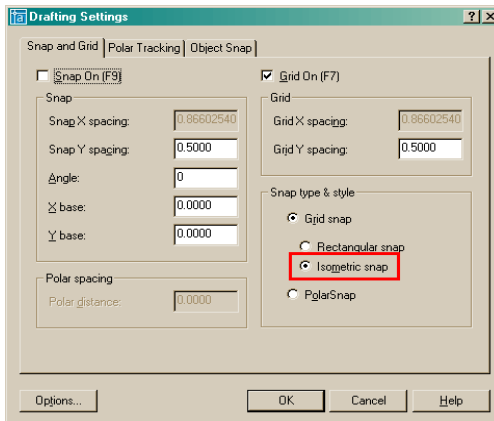 Drafting Settings
Snap and Grid
Polar Tracking
Object Snap
Snap On (F9)
Snap
Snap X spacing: 0.86602540
Snap Y spacing: 0.5000
Angle: 0
X base: 0.0000
Y base: 0.0000
Polar spacing
Polar distance: 0.0000
Grid On (F7)
Grid
Grid X spacing: 0.86602540
Grid Y spacing: 0.5000
Snap type & style
Grid snap
Rectangular snap
Isometric snap
PolarSnap
Options...
OK
Cancel
Help